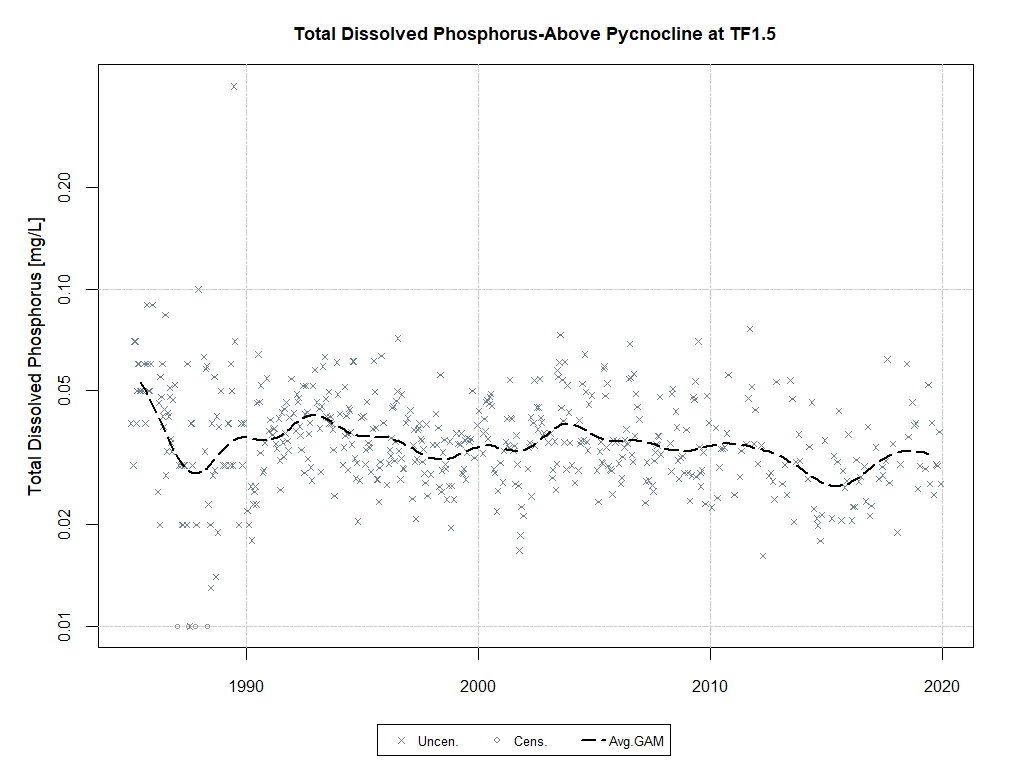 Total Dissolved Phosphorus-Above Pycnocline at TF1.5
Total Dissolved Phosphorus [mg/L]
0.20
0.10
0.05
0.02
0.01
1990 2000 2010 2020
Uncen. Cens. Avg.GAM